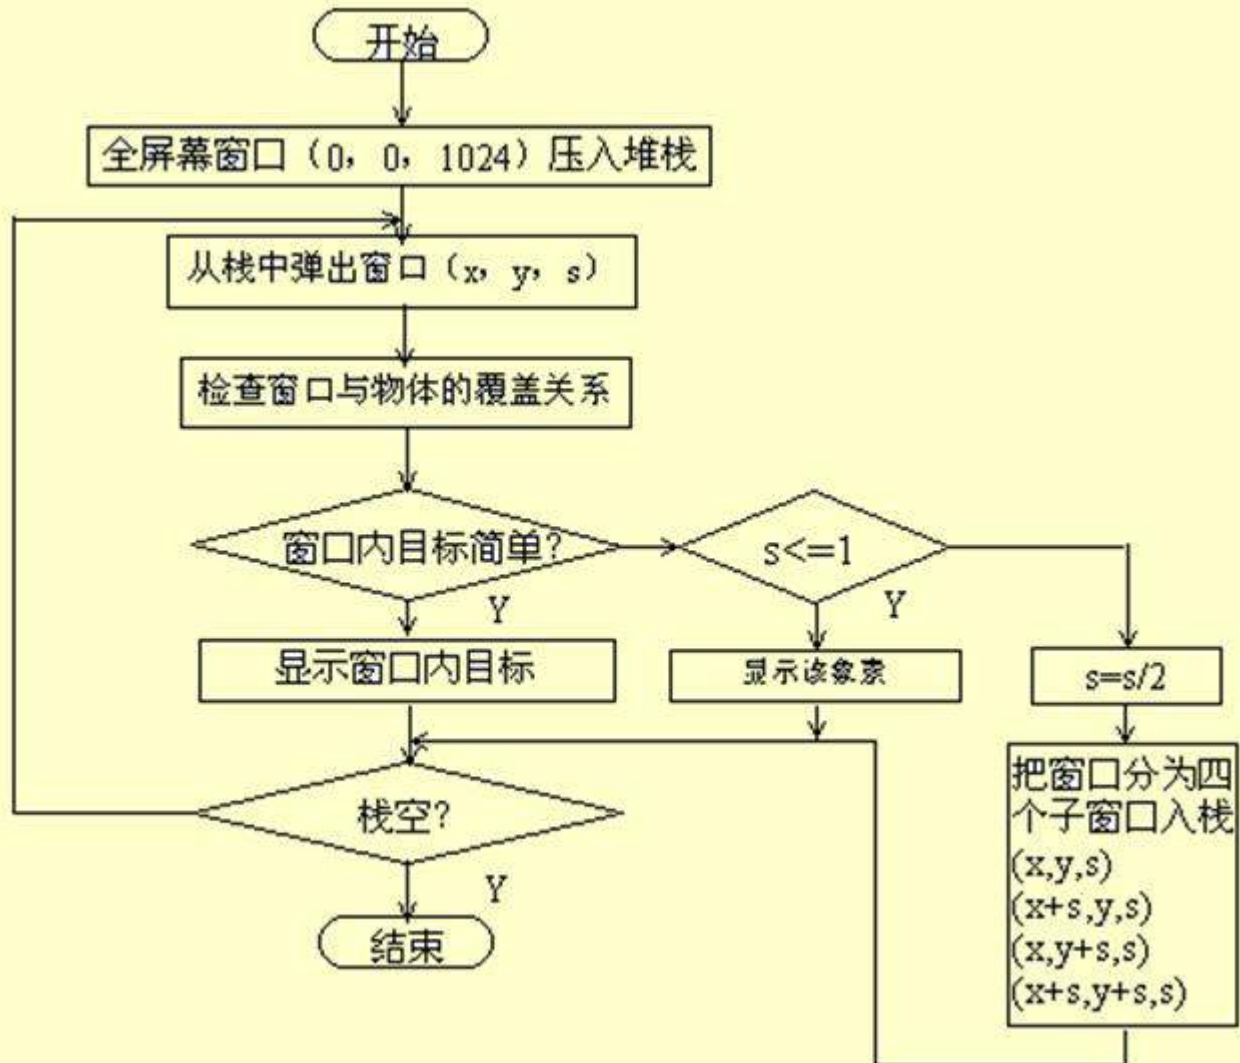 开始
全屏幕窗口（0，0，1024）压入堆栈
从栈中弹出窗口（x，y，s）
检查窗口与物体的覆盖关系
窗口内目标简单？
s<=1
Y
Y
显示窗口内目标
显示该象素
s=s/2
把窗口分为四
个子窗口入栈
(x,y,s)
(x+s,y,s)
(x,y+s,s)
(x+s,y+s,s)
栈空？
Y
结束